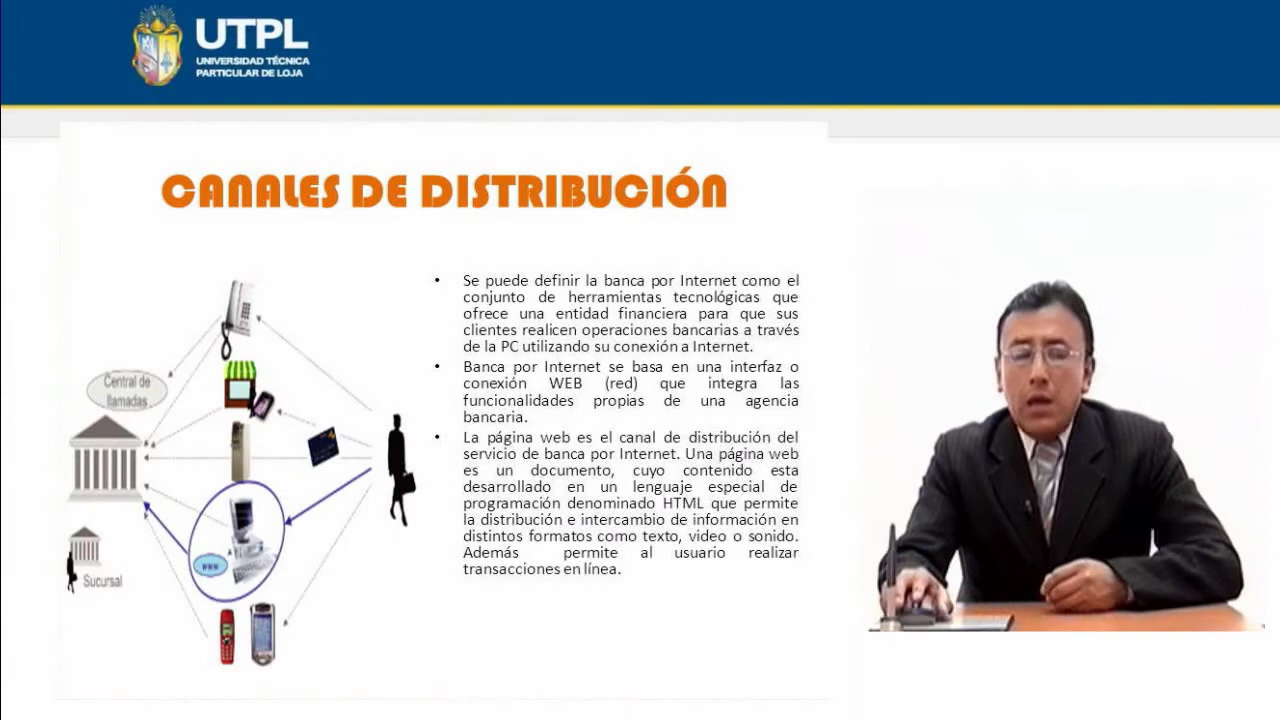 UTPL
UNIVERSIDAD TÉCNICA
PARTICULAR DE LOJA
CANALES DE DISTRIBUCIÓN
• Se puede definir la banca por Internet como el
conjunto de herramientas tecnológicas que
ofrece una entidad financiera para que sus
clientes realicen operaciones bancarias a través
de la PC utilizando su conexión a Internet.
• Banca por Internet se basa en una interfaz o
conexión WEB (red) que integra las
funcionalidades propias de una agencia
bancaria.
• La página web es el canal de distribución del
servicio de banca por Internet. Una página web
es un documento, cuyo contenido esta
desarrollado en un lenguaje especial de
programación denominado HTML que permite
la distribución e intercambio de información en
distintos formatos como texto, video o sonido.
Además permite al usuario realizar
transacciones en línea.
Central de
llamadas
www
Sucursal